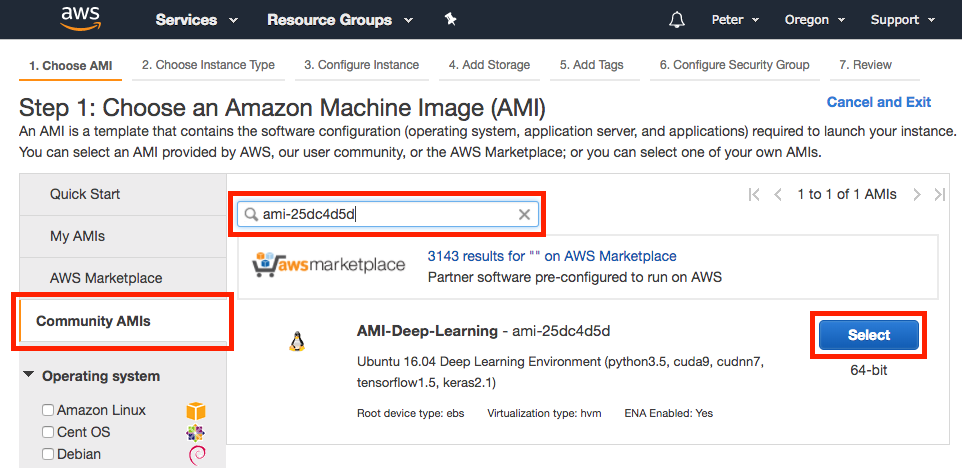 aws Services Resource Groups Peter Oregon Support
1. Choose AMI 2. Choose Instance Type 3. Configure Instance 4. Add Storage 5. Add Tags 6. Configure Security Group 7. Review
Step 1: Choose an Amazon Machine Image (AMI)
Cancel and Exit
An AMI is a template that contains the software configuration (operating system, application server, and applications) required to launch your instance.
You can select an AMI provided by AWS, our user community, or the AWS Marketplace; or you can select one of your own AMIs.
Quick Start
My AMIs
AWS Marketplace
Community AMIs
Operating system
Amazon Linux
Cent OS
Debian
ami-25dc4d5d
1 to 1 of 1 AMIs
awsmarketplace
3143 results for "" on AWS Marketplace
Partner software pre-configured to run on AWS
AMI-Deep-Learning - ami-25dc4d5d
Ubuntu 16.04 Deep Learning Environment (python3.5, cuda9, cudnn7,
tensorflow1.5, keras2.1)
Root device type: ebs Virtualization type: hvm ENA Enabled: Yes
Select
64-bit